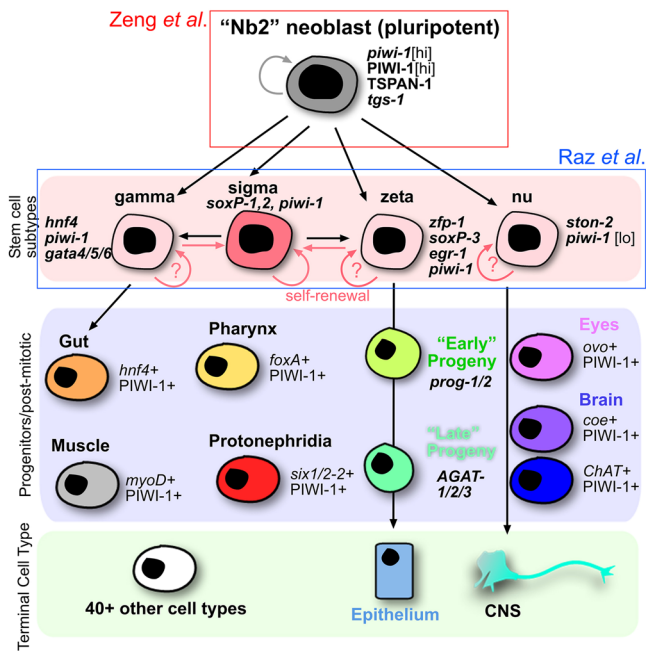 Zeng et al.
“Nb2” neoblast (pluripotent)
piwi-1[hi]
PIWI-1[hi]
TSPAN-1
tgs-1
Raz et al.
Stem cell
subtypes
gamma
hnf4
piwi-1
gata4/5/6
sigma
soxP-1,2, piwi-1
zeta
zfp-1
soxP-3
egr-1
piwi-1
nu
ston-2
piwi-1 [lo]
?
?
?
self-renewal
Progenitors/post-mitotic
Gut
hnf4+
PIWI-1+
Pharynx
foxA+
PIWI-1+
“Early”
Progeny
prog-1/2
Eyes
ovo+
PIWI-1+
Brain
coe+
PIWI-1+
Muscle
myoD+
PIWI-1+
Protonephridia
six1/2-2+
PIWI-1+
“Late”
Progeny
AGAT-
1/2/3
ChAT+
PIWI-1+
Terminal Cell Type
40+ other cell types
Epithelium
CNS